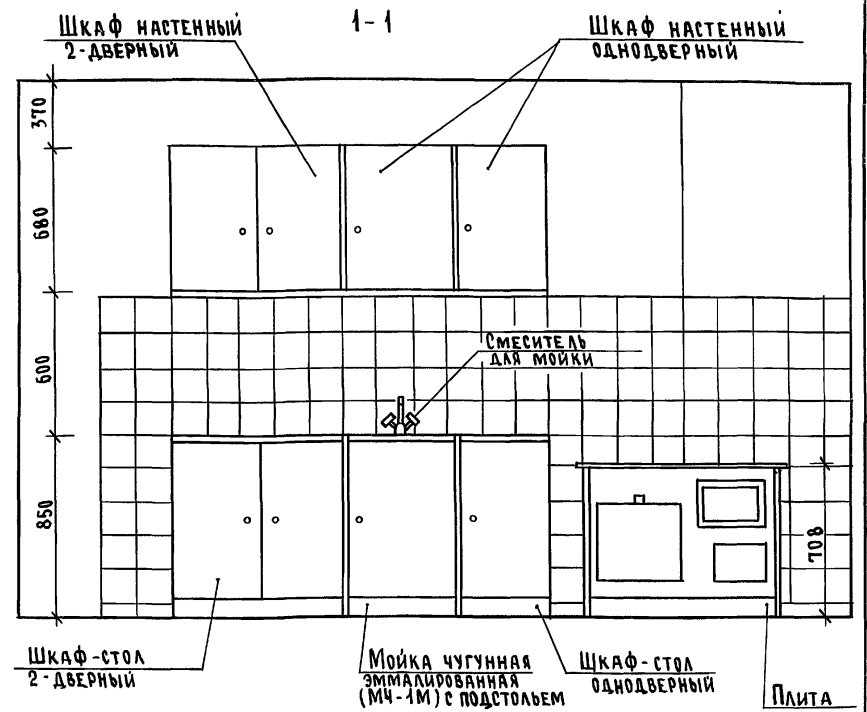 Шкаф настенный
2-дверный
1-1
Шкаф настенный
однодверный
370
680
600
850
Смеситель
для мойки
708
Шкаф-стол
2-дверный
Мойка чугунная
эммалированная
(МЧ-1М) с подстольем
Шкаф-стол
однодверный
Плита